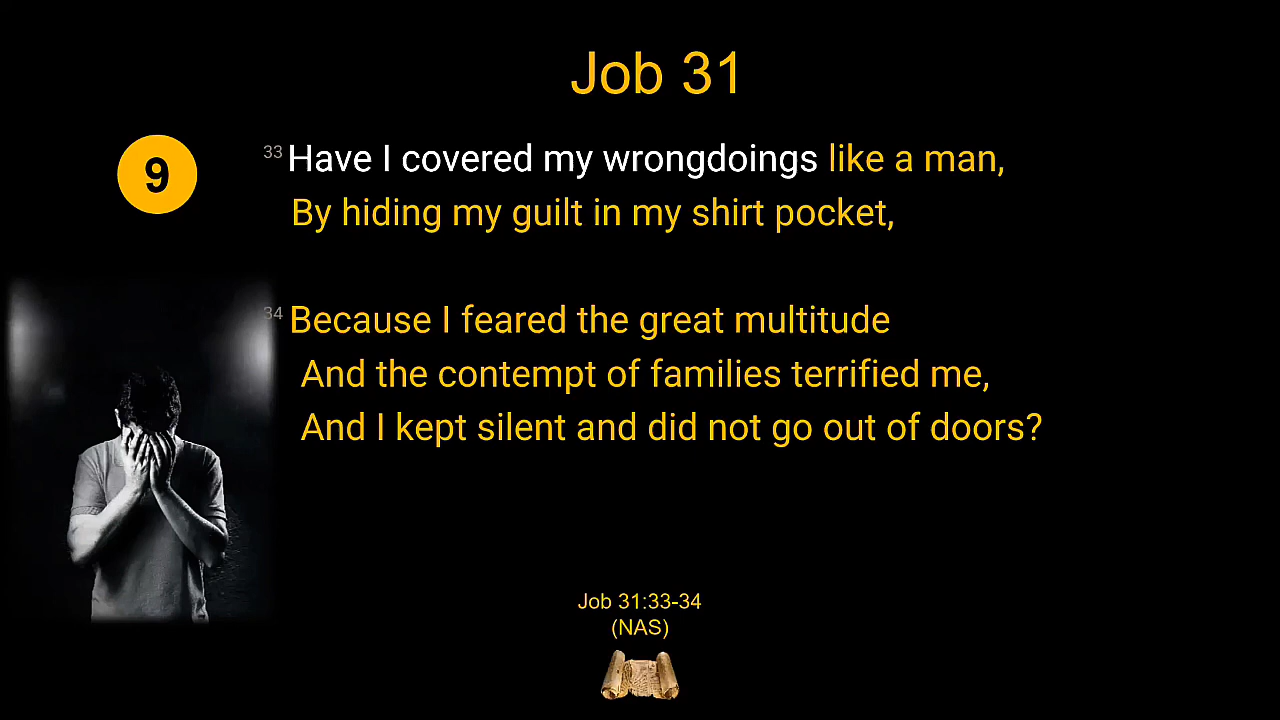 Job 31
9
33 Have I covered my wrongdoings like a man,
By hiding my guilt in my shirt pocket,
34 Because I feared the great multitude
And the contempt of families terrified me,
And I kept silent and did not go out of doors?
Job 31:33-34
(NAS)